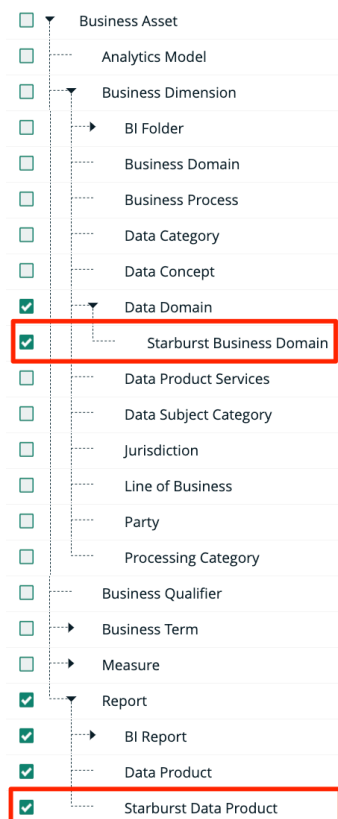 Business Asset
Analytics Model
Business Dimension
BI Folder
Business Domain
Business Process
Data Category
Data Concept
Data Domain
Starburst Business Domain
Data Product Services
Data Subject Category
Jurisdiction
Line of Business
Party
Processing Category
Business Qualifier
Business Term
Measure
Report
BI Report
Data Product
Starburst Data Product